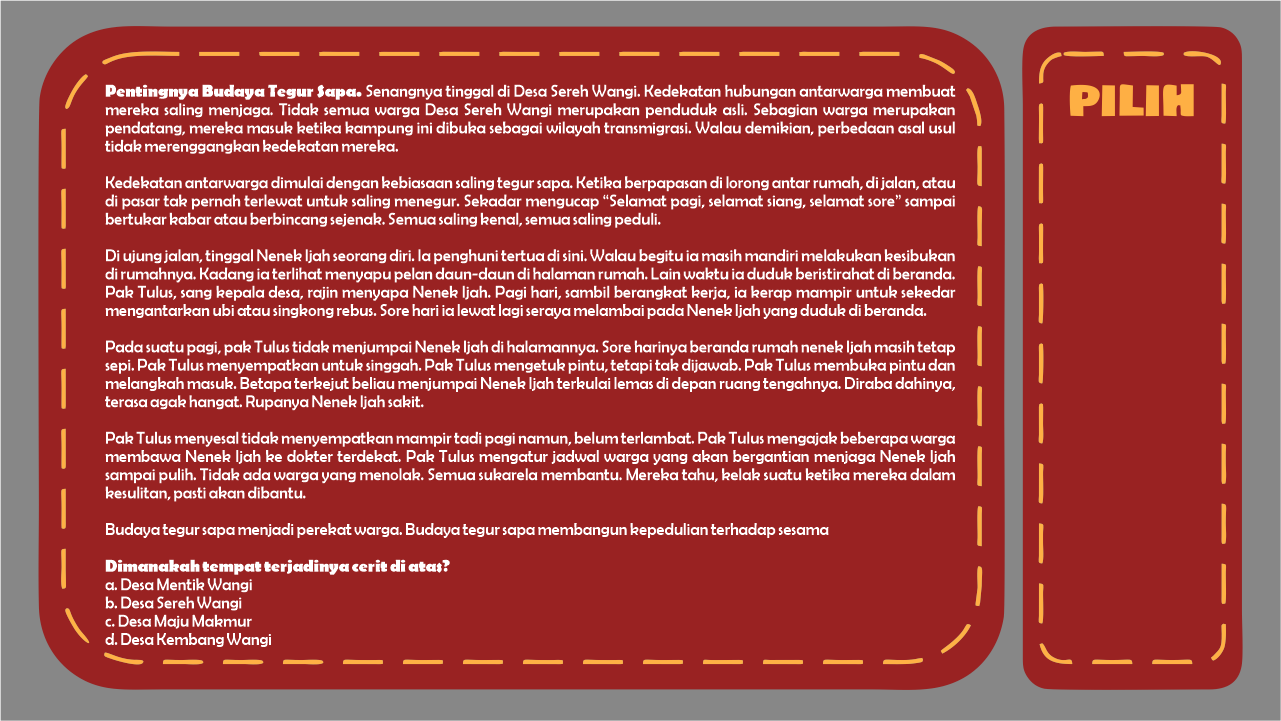 Pentingnya Budaya Tegur Sapa. Senangnya tinggal di Desa Sereh Wangi. Kedekatan hubungan antarwarga membuat
mereka saling menjaga. Tidak semua warga Desa Sereh Wangi merupakan penduduk asli. Sebagian warga merupakan
pendatang, mereka masuk ketika kampung ini dibuka sebagai wilayah transmigrasi. Walau demikian, perbedaan asal usul
tidak merenggangkan kedekatan mereka.
Kedekatan antarwarga dimulai dengan kebiasaan saling tegur sapa. Ketika berpapasan di lorong antar rumah, di jalan, atau
di pasar tak pernah terlewat untuk saling menegur. Sekadar mengucap “Selamat pagi, selamat siang, selamat sore” sampai
bertukar kabar atau berbincang sejenak. Semua saling kenal, semua saling peduli.
Di ujung jalan, tinggal Nenek Ijah seorang diri. Ia penghuni tertua di sini. Walau begitu ia masih mandiri melakukan kesibukan
di rumahnya. Kadang ia terlihat menyapu pelan daun-daun di halaman rumah. Lain waktu ia duduk beristirahat di beranda.
Pak Tulus, sang kepala desa, rajin menyapa Nenek Ijah. Pagi hari, sambil berangkat kerja, ia kerap mampir untuk sekedar
mengantarkan ubi atau singkong rebus. Sore hari ia lewat lagi seraya melambai pada Nenek Ijah yang duduk di beranda.
Pada suatu pagi, pak Tulus tidak menjumpai Nenek Ijah di halamannya. Sore harinya beranda rumah nenek Ijah masih tetap
sepi. Pak Tulus menyempatkan untuk singgah. Pak Tulus mengetuk pintu, tetapi tak dijawab. Pak Tulus membuka pintu dan
melangkah masuk. Betapa terkejut beliau menjumpai Nenek Ijah terkulai lemas di depan ruang tengahnya. Diraba dahinya,
terasa agak hangat. Rupanya Nenek Ijah sakit.
Pak Tulus menyesal tidak menyempatkan mampir tadi pagi namun, belum terlambat. Pak Tulus mengajak beberapa warga
membawa Nenek Ijah ke dokter terdekat. Pak Tulus mengatur jadwal warga yang akan bergantian menjaga Nenek Ijah
sampai pulih. Tidak ada warga yang menolak. Semua sukarela membantu. Mereka tahu, kelak suatu ketika mereka dalam
kesulitan, pasti akan dibantu.
Budaya tegur sapa menjadi perekat warga. Budaya tegur sapa membangun kepedulian terhadap sesama
Dimanakah tempat terjadinya cerit di atas?
a. Desa Mentik Wangi
b. Desa Sereh Wangi
c. Desa Maju Makmur
d. Desa Kembang Wangi
PILIH